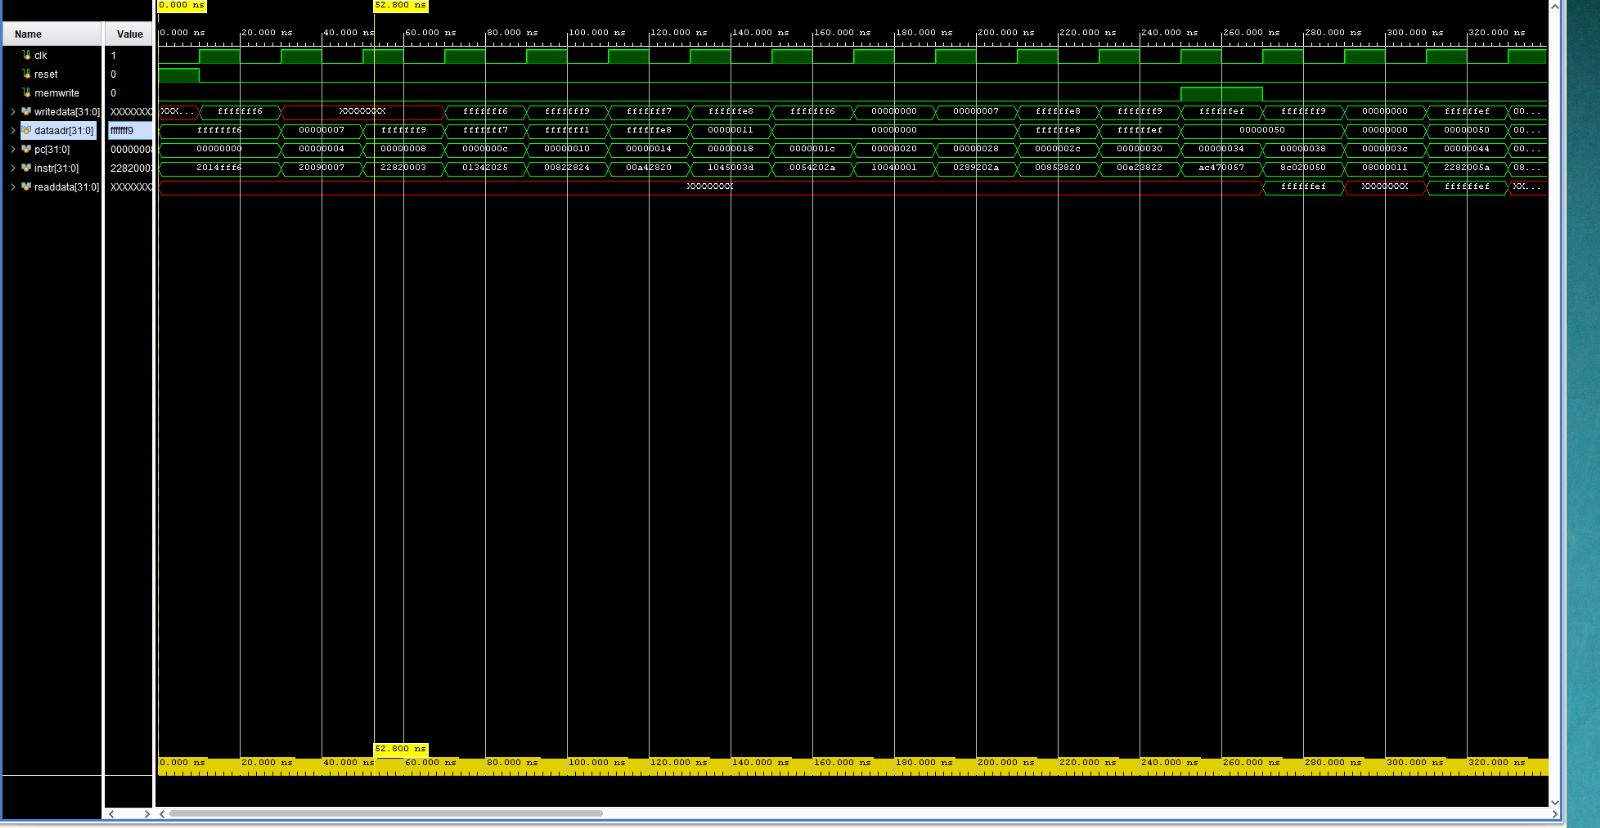 0.000 ns 52.800 ns
Name Value
0.000 ns 20.000 ns 40.000 ns 60.000 ns 80.000 ns 100.000 ns 120.000 ns 140.000 ns 160.000 ns 180.000 ns 200.000 ns 220.000 ns 240.000 ns 260.000 ns 280.000 ns 300.000 ns 320.000 ns
clk 1
reset 0
memwrite 0
writedata[31:0] XXXXXXX XXX... fffffff6 XXXXXXXX fffffff6 fffffff9 fffffff7 ffffffe8 fffffff6 00000000 00000007 ffffffe8 fffffff9 ffffffef fffffff9 00000000 ffffffef 00...
dataadr[31:0] fffffff9 fffffff6 00000007 fffffff9 fffffff7 fffffff1 ffffffe8 00000011 00000000 ffffffe8 ffffffef 00000050 00000000 00000050 00...
pc[31:0] 0000000 00000000 00000004 00000008 0000000c 00000010 00000014 00000018 0000001c 00000020 00000028 0000002c 00000030 00000034 00000038 0000003c 00000044 00...
instr[31:0] 2282000 2014fff6 20090007 22820003 01342025 00822824 00a42820 1045003d 0054202a 10040001 0289202a 00853820 00e23822 ac470057 8c020050 08000011 2282005a 08...
readdata[31:0] XXXXXXX XXXXXXXX ffffffef XXXXXXXX ffffffef XX...
52.800 ns
0.000 ns 20.000 ns 40.000 ns 60.000 ns 80.000 ns 100.000 ns 120.000 ns 140.000 ns 160.000 ns 180.000 ns 200.000 ns 220.000 ns 240.000 ns 260.000 ns 280.000 ns 300.000 ns 320.000 ns